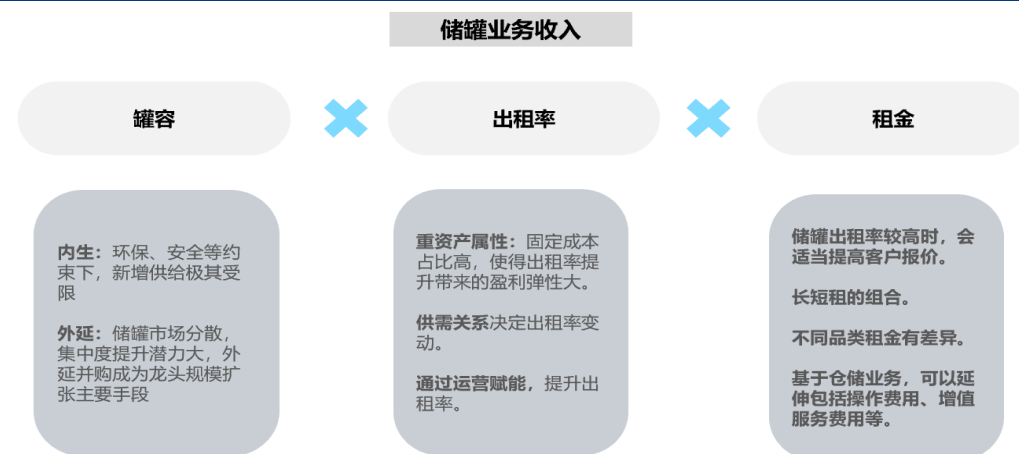 储罐业务收入
罐容
出租率
租金
内生：环保、安全等约
束下，新增供给极其受
限
外延：储罐市场分散，
集中度提升潜力大，外
延并购成为龙头规模扩
张主要手段
重资产属性：固定成本
占比高，使得出租率提
升带来的盈利弹性大。
供需关系决定出租率变
动。
通过运营赋能，提升出
租率。
储罐出租率较高时，会
适当提高客户报价。
长短租的组合。
不同品类租金有差异。
基于仓储业务，可以延
伸包括操作费用、增值
服务费用等。